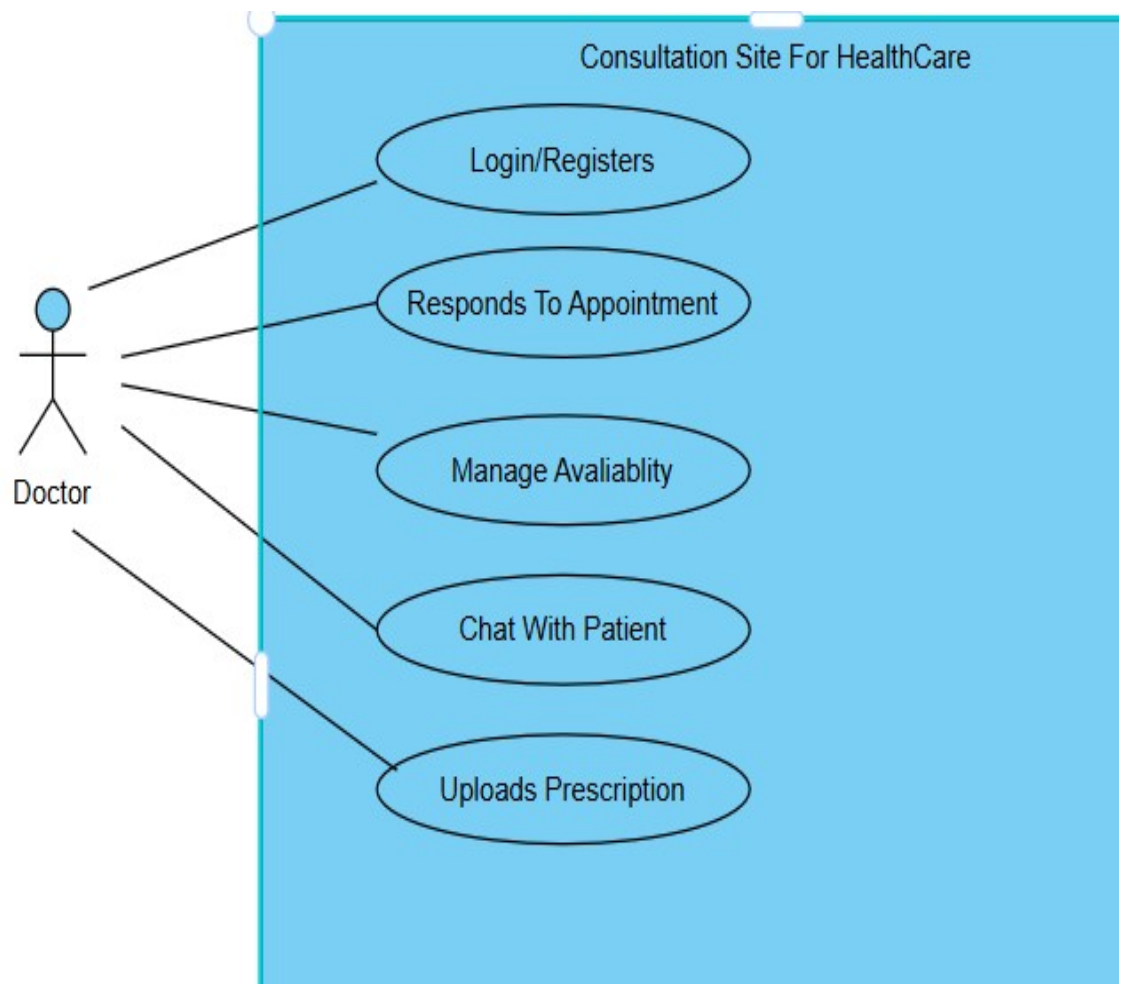 Consultation Site For HealthCare
Login/Registers
Responds To Appointment
Manage Avaliablity
Doctor
Chat With Patient
Uploads Prescription